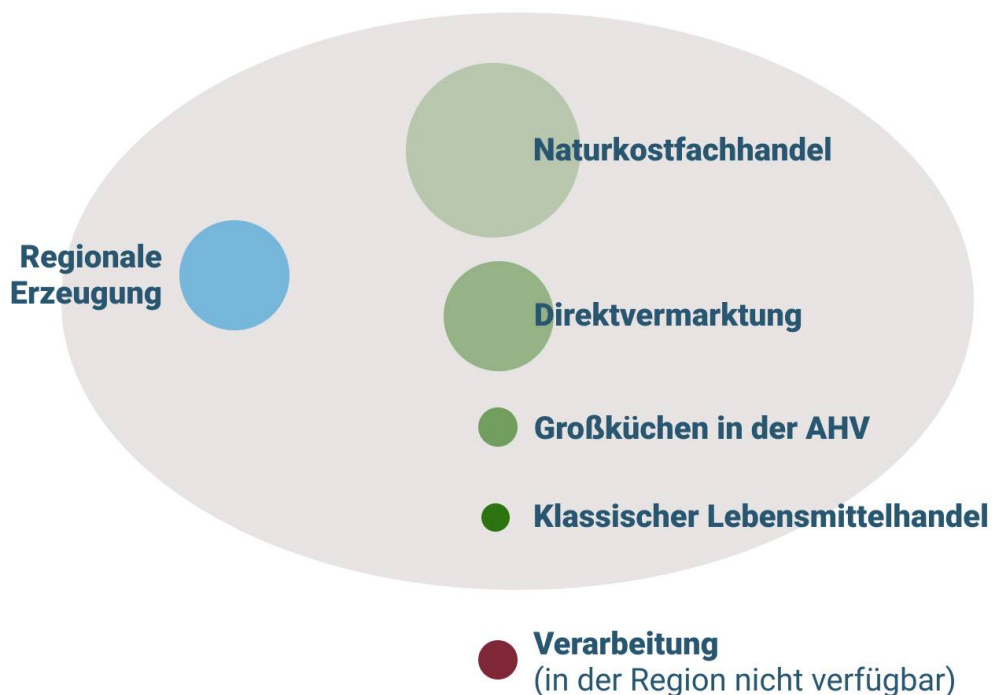 Naturkostfachhandel
Regionale
Erzeugung
Direktvermarktung
Großküchen in der AHV
Klassischer Lebensmittelhandel
Verarbeitung
(in der Region nicht verfügbar)